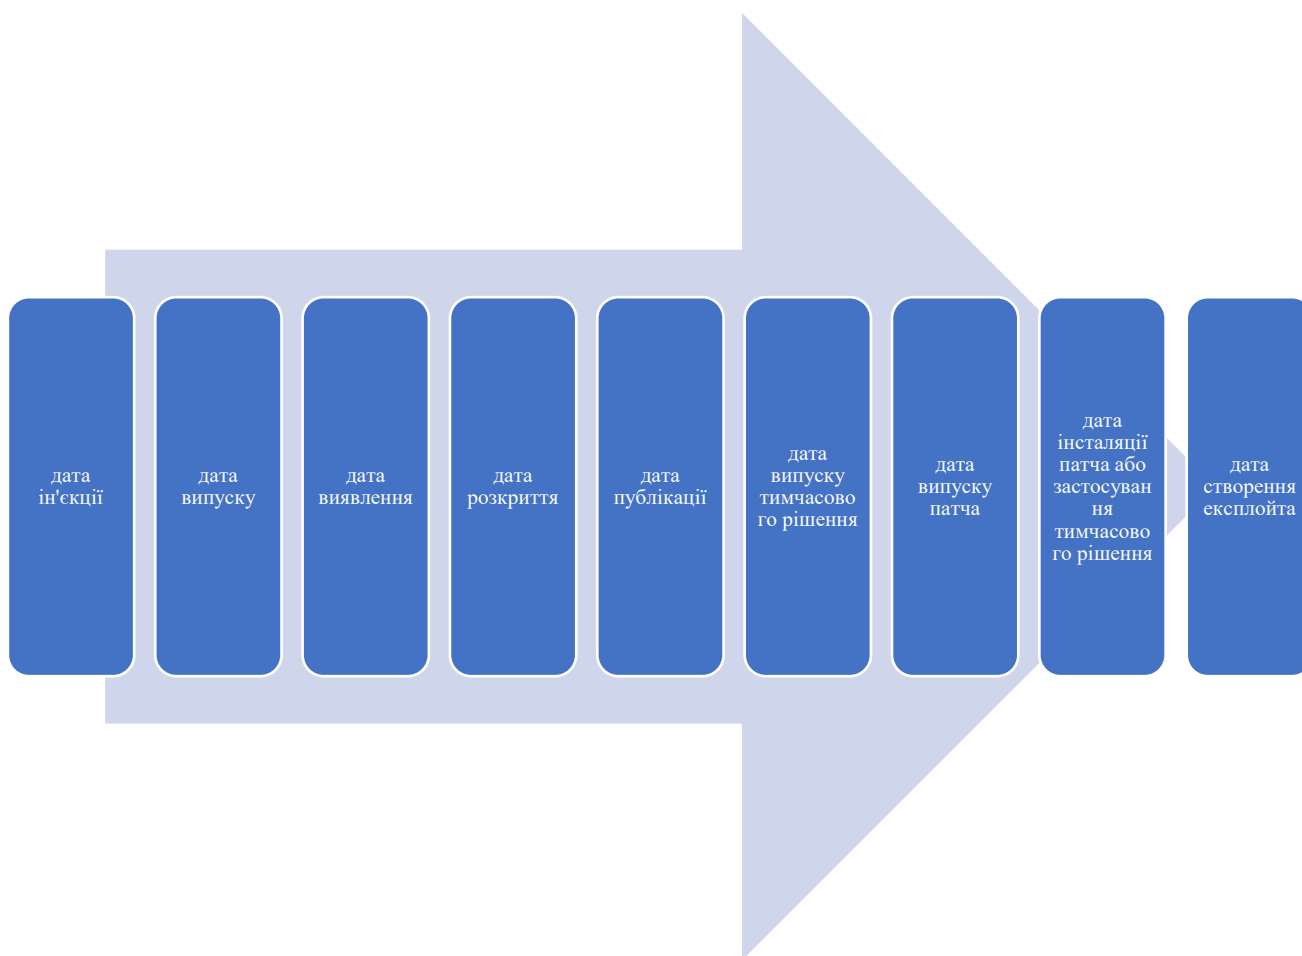 дата
ін'єкції
дата
випуску
дата
виявлення
дата
розкриття
дата
публікації
дата
випуску
тимчасово
го рішення
дата
випуску
патча
дата
інсталяції
патча або
застосуван
ня
тимчасово
го рішення
дата
створення
експлойта